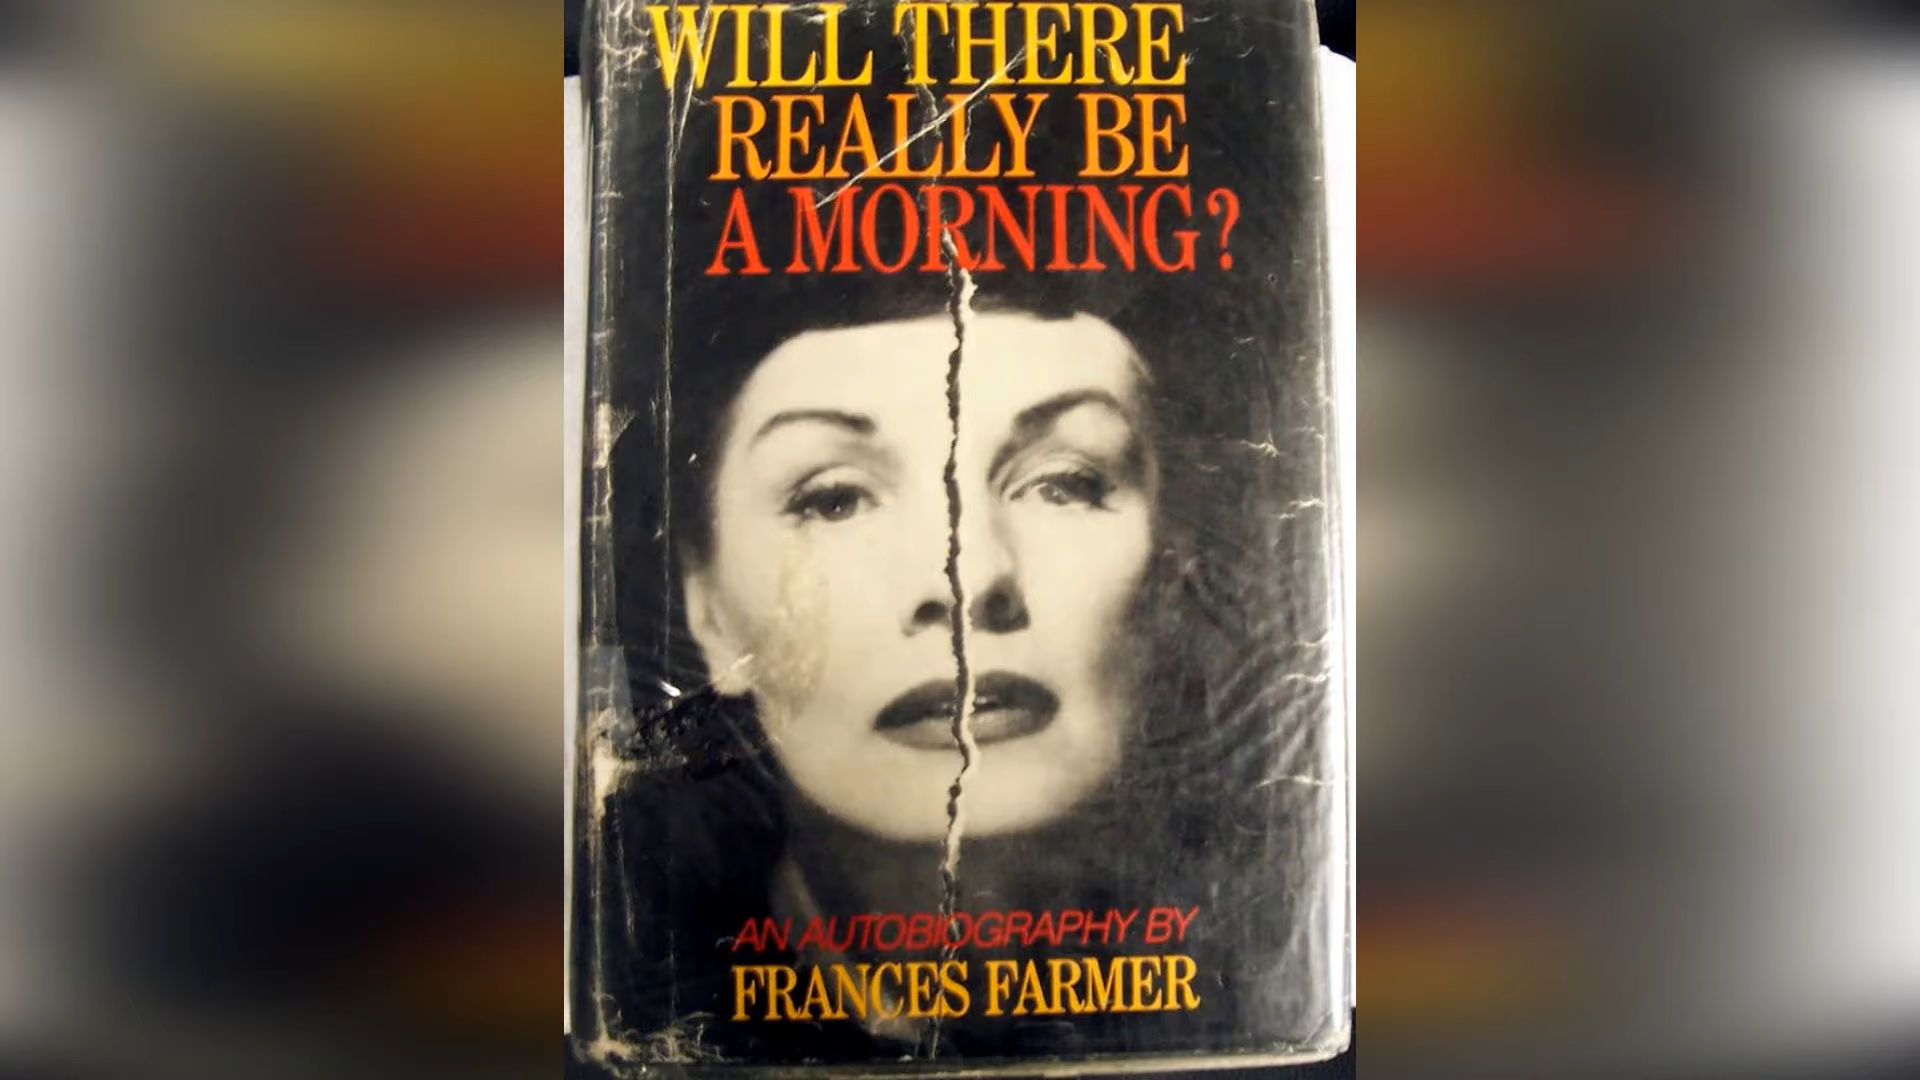 WILL THERE
REALLY BE
A MORNING?
AN AUTOBIOGRAPHY BY
FRANCES FARMER